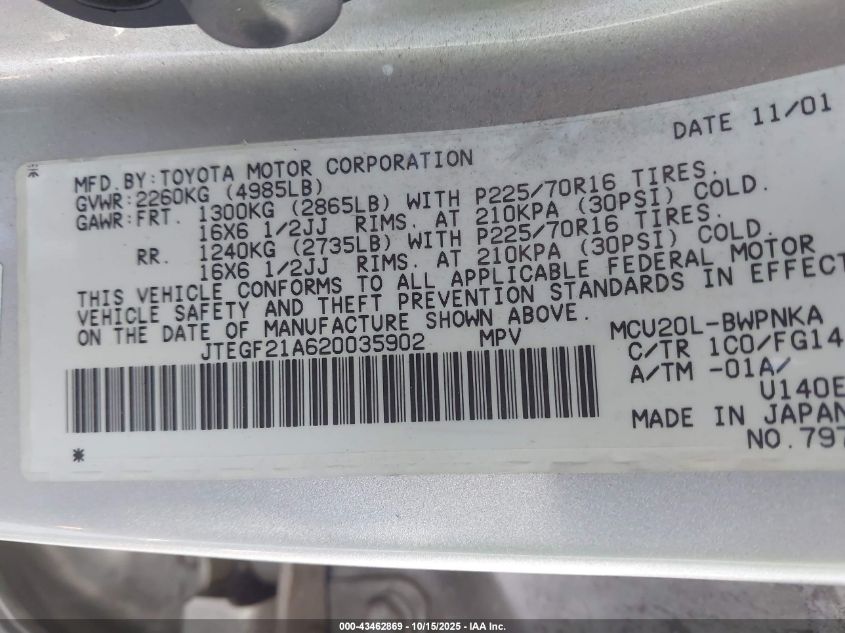 DATE 11/01
MFD.BY:TOYOTA MOTOR CORPORATION
GVWR:2260KG (4985LB)
GAWR:FRT. 1300KG (2865LB) WITH P225/70R16 TIRES.
16X6 1/2JJ RIMS. AT 210KPA (30PSI) COLD.
RR. 1240KG (2735LB) WITH P225/70R16 TIRES.
16X6 1/2JJ RIMS. AT 210KPA (30PSI) COLD.
THIS VEHICLE CONFORMS TO ALL APPLICABLE FEDERAL MOTOR
VEHICLE SAFETY AND THEFT PREVENTION STANDARDS IN EFFECT
ON THE DATE OF MANUFACTURE SHOWN ABOVE.
JTEGF21A620035902 MPV
MCU20L-BWPNKA
C/TR 1C0/FG14
A/TM -01A/
U140E
MADE IN JAPAN
NO.797
000-43462869 | 10/15/2025 - IAA Inc.